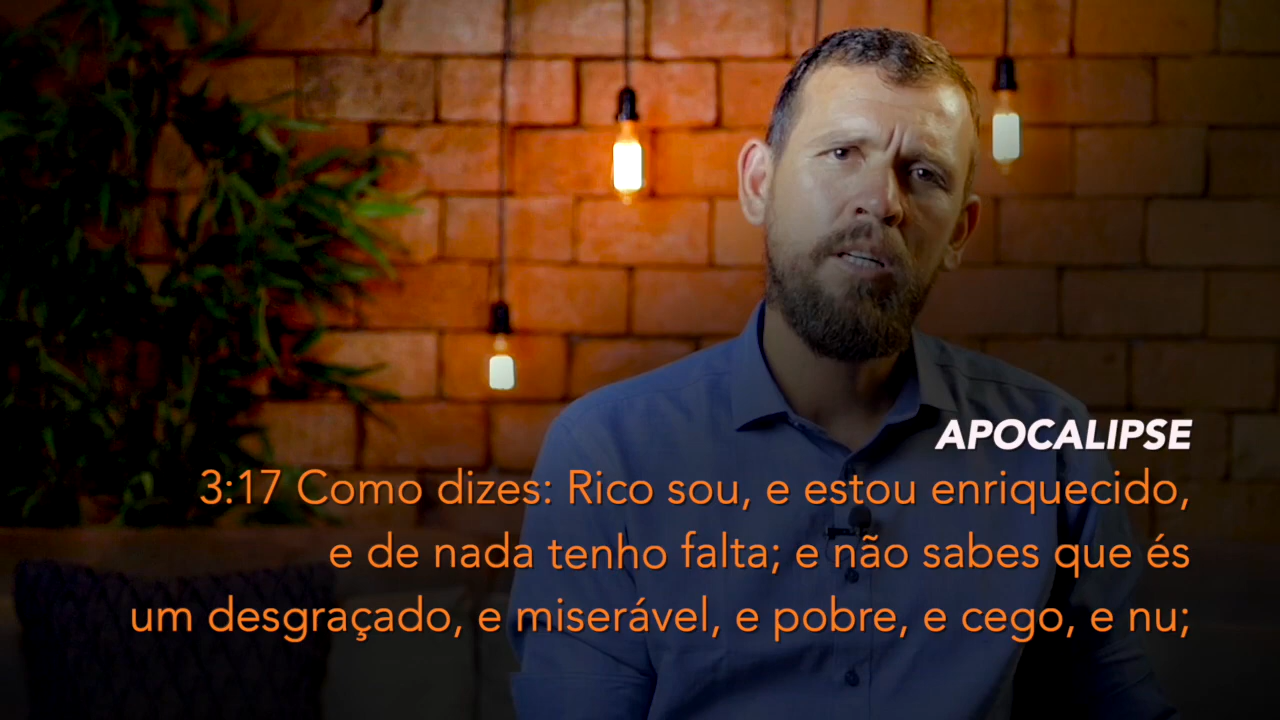 APOCALIPSE
3:17 Como dizes: Rico sou, e estou enriquecido,
e de nada tenho falta; e não sabes que és
um desgraçado, e miserável, e pobre, e cego, e nu;